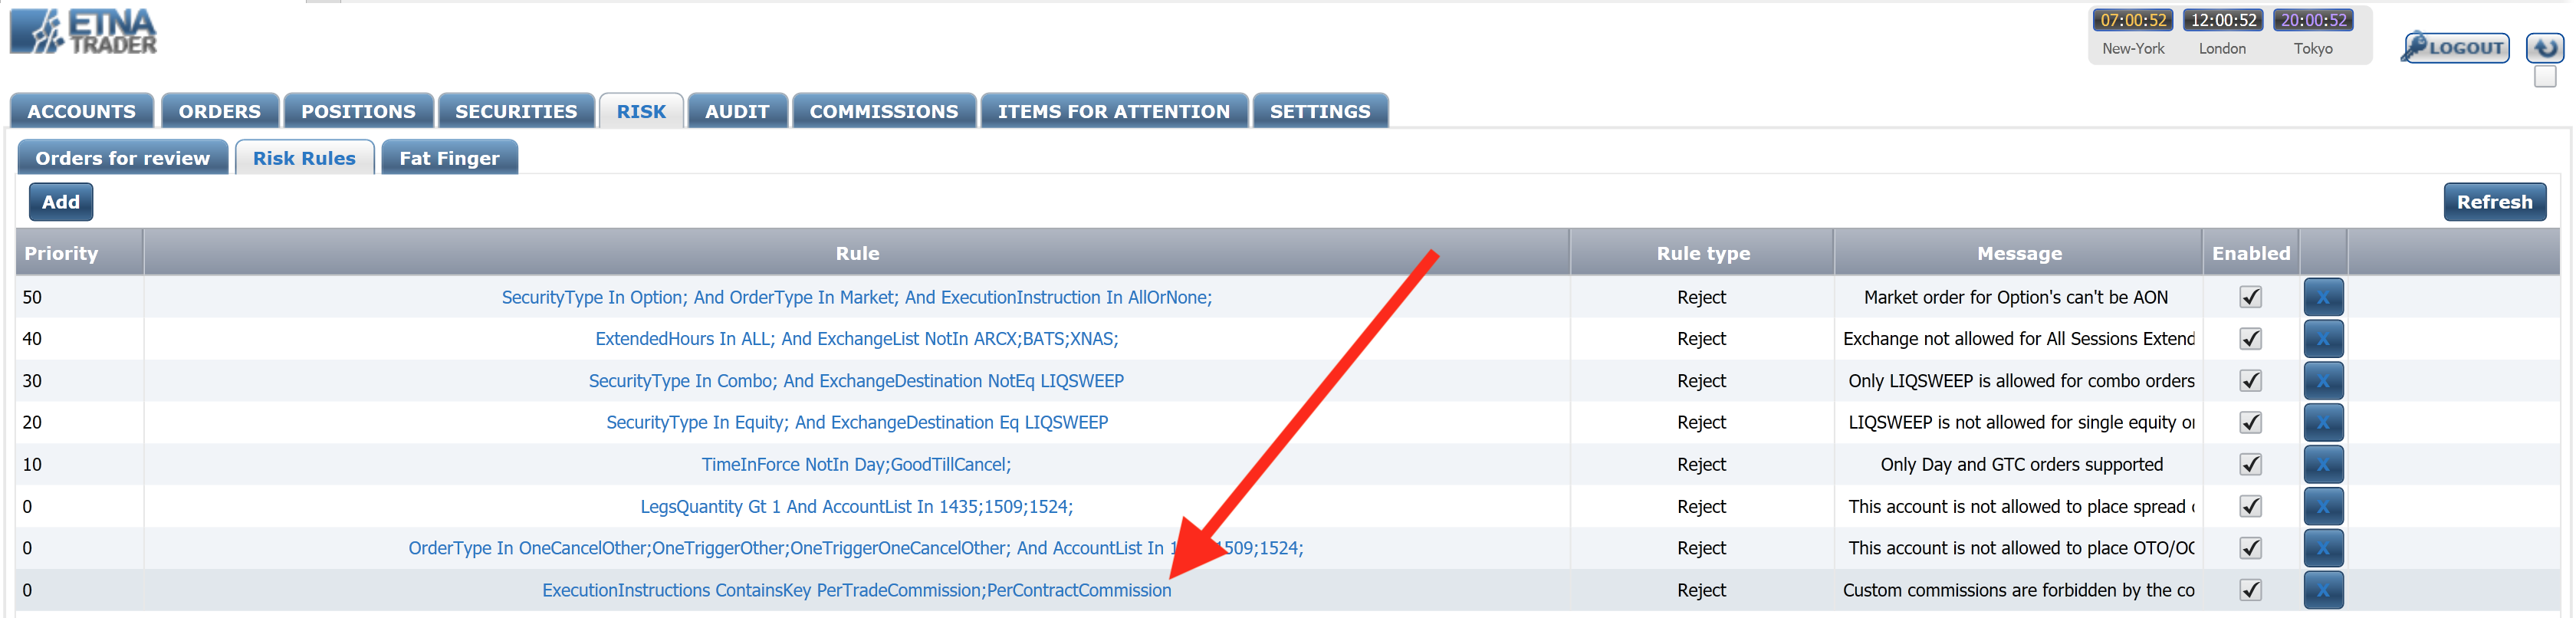 ETNA TRADER
07:00:52 12:00:52 20:00:52
New-York London Tokyo
LOGOUT
ACCOUNTS ORDERS POSITIONS SECURITIES RISK AUDIT COMMISSIONS ITEMS FOR ATTENTION SETTINGS
Orders for review Risk Rules Fat Finger
Add Refresh
Priority Rule Rule type Message Enabled
50 SecurityType In Option; And OrderType In Market; And ExecutionInstruction In AllOrNone; Reject Market order for Option's can't be AON X
40 ExtendedHours In ALL; And ExchangeList NotIn ARCX;BATS;XNAS; Reject Exchange not allowed for All Sessions Extend X
30 SecurityType In Combo; And ExchangeDestination NotEq LIQSWEEP Reject Only LIQSWEEP is allowed for combo orders X
20 SecurityType In Equity; And ExchangeDestination Eq LIQSWEEP Reject LIQSWEEP is not allowed for single equity or X
10 TimeInForce NotIn Day;GoodTillCancel; Reject Only Day and GTC orders supported X
0 LegsQuantity Gt 1 And AccountList In 1435;1509;1524; Reject This account is not allowed to place spread X
0 OrderType In OneCancelOther;OneTriggerOther;OneTriggerOneCancelOther; And AccountList In 1509;1524; Reject This account is not allowed to place OTO/OC X
0 ExecutionInstructions ContainsKey PerTradeCommission;PerContractCommission Reject Custom commissions are forbidden by the co X